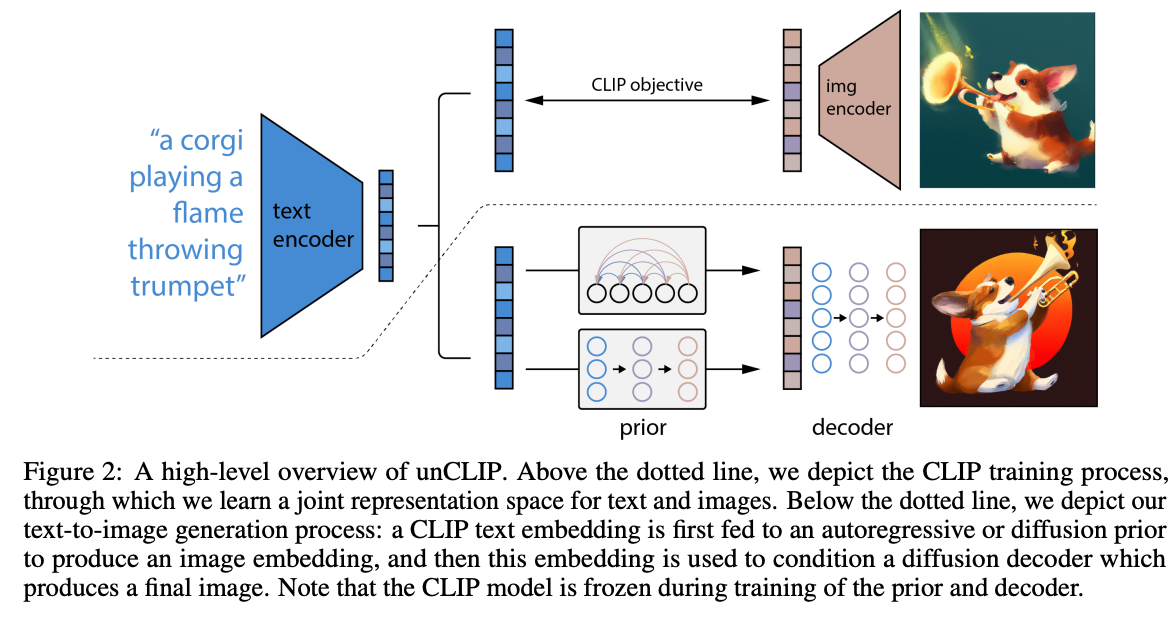 "a corgi
playing a
flame
throwing
trumpet"
text
encoder
CLIP objective
img
encoder
prior
decoder
Figure 2: A high-level overview of unCLIP. Above the dotted line, we depict the CLIP training process,
through which we learn a joint representation space for text and images. Below the dotted line, we depict our
text-to-image generation process: a CLIP text embedding is first fed to an autoregressive or diffusion prior
to produce an image embedding, and then this embedding is used to condition a diffusion decoder which
produces a final image. Note that the CLIP model is frozen during training of the prior and decoder.